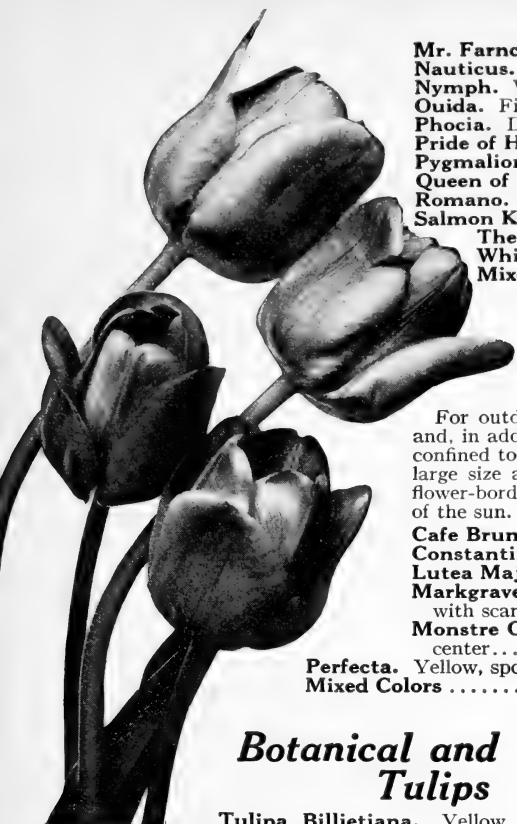 Mr. Farnc
Nauticus.
Nymph. W
Ouida. Fi
Phocia. L
Pride of H
Pygmalion
Queen of
Romano.
Salmon K
The
Whi
Mix
For outd
and, in add
confined to
large size a
flower-bord
of the sun.
Cafe Brun
Constanti
Lutea Maj
Markgrave
with scar
Monstre C
center...
Perfecta. Yellow, spo
Mixed Colors .......
Botanical and
Tulips
Tulipa Billietiana. Yellow